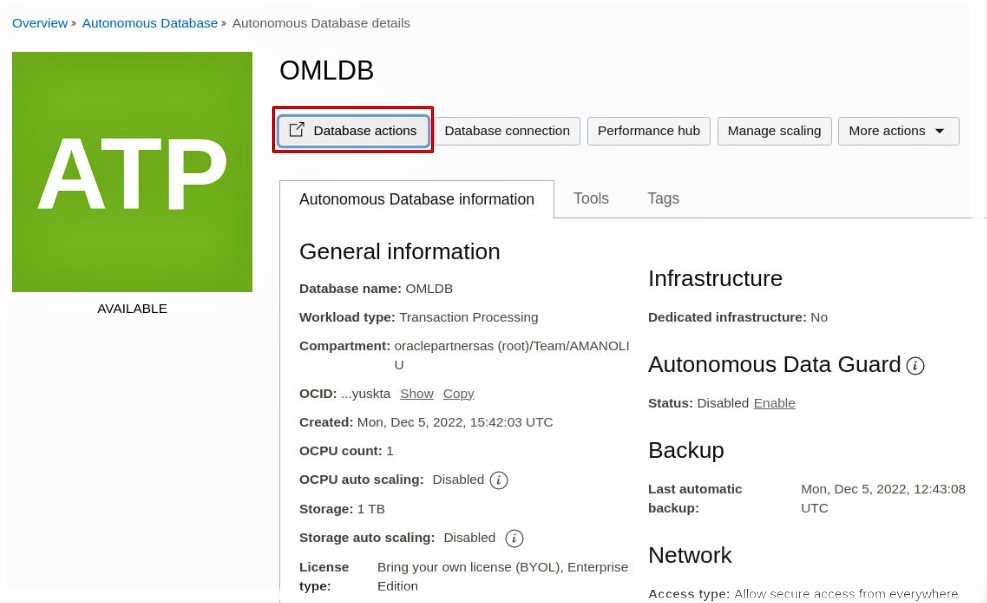 Overview » Autonomous Database » Autonomous Database details
ATP
AVAILABLE
OMLDB
Database actions
Database connection
Performance hub
Manage scaling
More actions
Autonomous Database information
Tools
Tags
General information
Database name: OMLDB
Workload type: Transaction Processing
Compartment: oraclepartnersas (root)/Team/AMANOLI
U
OCID: ...yuskta Show Copy
Created: Mon, Dec 5, 2022, 15:42:03 UTC
OCPU count: 1
OCPU auto scaling: Disabled
Storage: 1 TB
Storage auto scaling: Disabled
License Bring your own license (BYOL), Enterprise
type: Edition
Infrastructure
Dedicated infrastructure: No
Autonomous Data Guard
Status: Disabled Enable
Backup
Last automatic Mon, Dec 5, 2022, 12:43:08
backup: UTC
Network
Access type: Allow secure access from everywhere